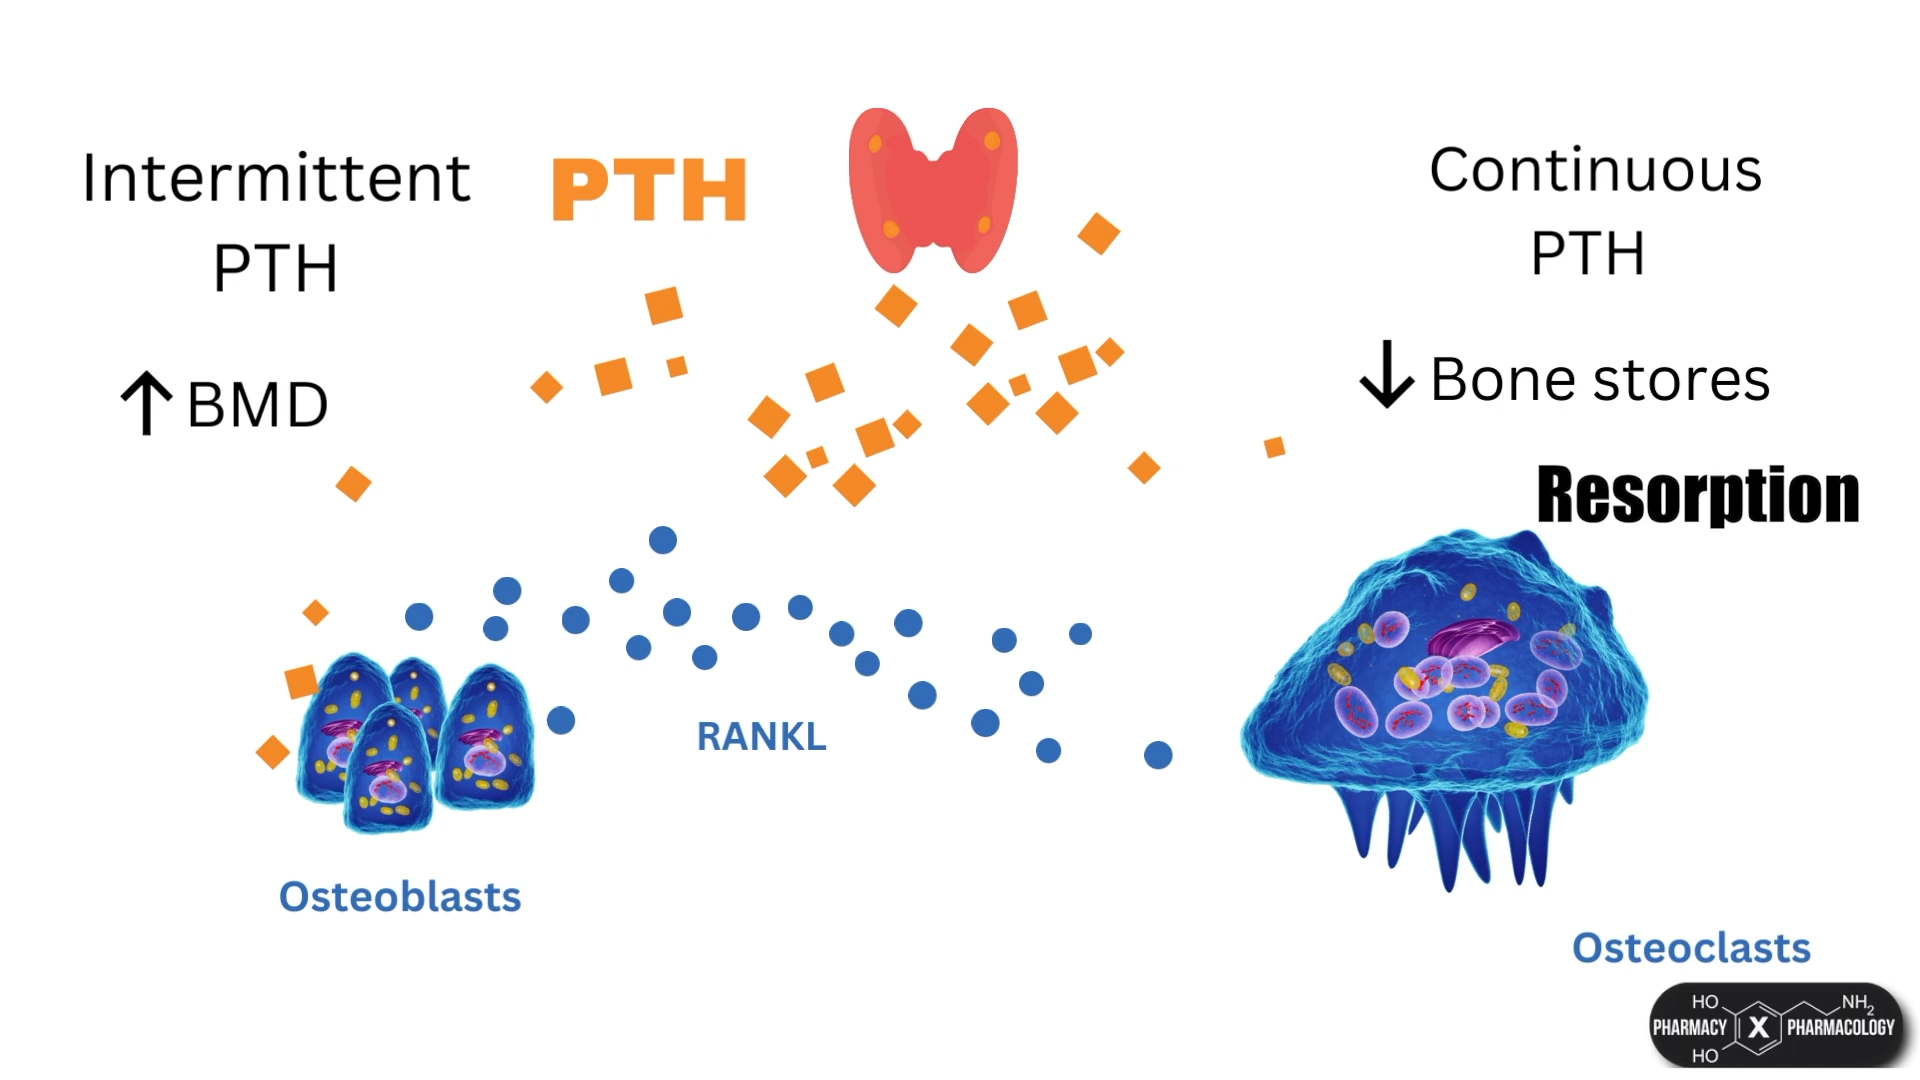 Intermittent
PTH
↑ BMD
PTH
Continuous
PTH
↓ Bone stores
Resorption
RANKL
Osteoblasts
Osteoclasts
HO
NH2
PHARMACY X PHARMACOLOGY
HO